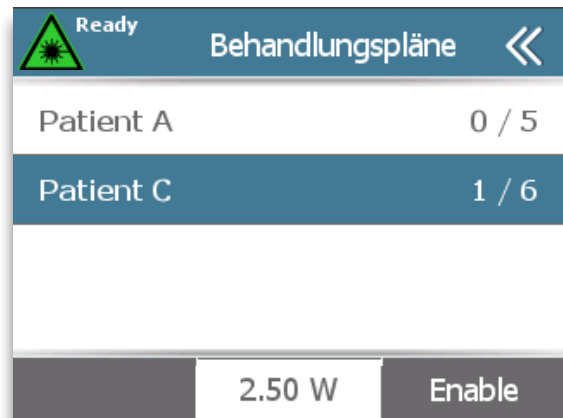 Ready
Behandlungspläne
Patient A 0 / 5
Patient C 1 / 6
2.50 W Enable